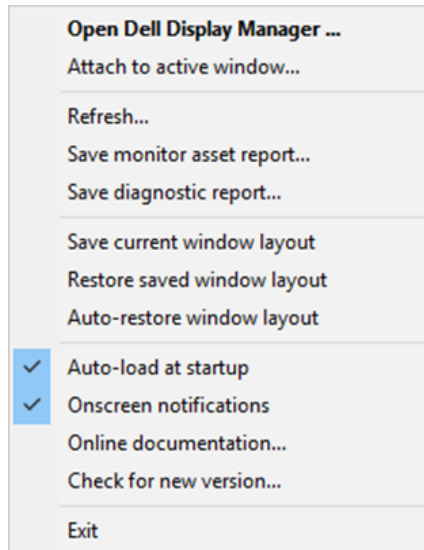 Open Dell Display Manager ...
Attach to active window...
Refresh...
Save monitor asset report...
Save diagnostic report...
Save current window layout
Restore saved window layout
Auto-restore window layout
Auto-load at startup
Onscreen notifications
Online documentation...
Check for new version...
Exit